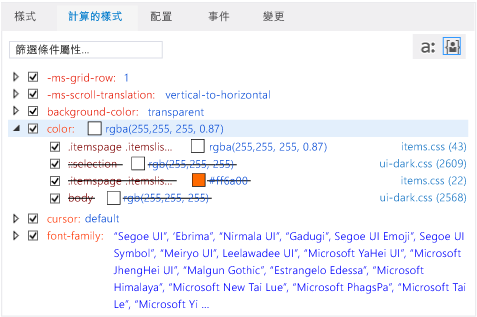 樣式 計算的樣式 配置 事件 變更
篩選條件屬性... a:
-ms-grid-row: 1
-ms-scroll-translation: vertical-to-horizontal
background-color: transparent
color: rgba(255,255, 255, 0.87)
.itemspage .itemslis... rgba(255,255, 255, 0.87) items.css (43)
::selection rgb(255,255, 255) ui-dark.css (2609)
.itemspage .itemslis... #ff6a00 items.css (22)
body rgb(255,255, 255) ui-dark.css (2568)
cursor: default
font-family: "Segoe UI", 'Ebrima", "Nirmala UI", "Gadugi, Segoe UI Emoji", Segoe UI
Symbol", "Meiryo UI", Leelawadee UI", "Microsoft YaHei UI", "Microsoft
JhengHei UI", "Malgun Gothic", "Estrangelo Edessa", "Microsoft
Himalaya", "Microsoft New Tai Lue", "Microsoft PhagsPa", "Microsoft Tai
Le", "Microsoft Yi ...